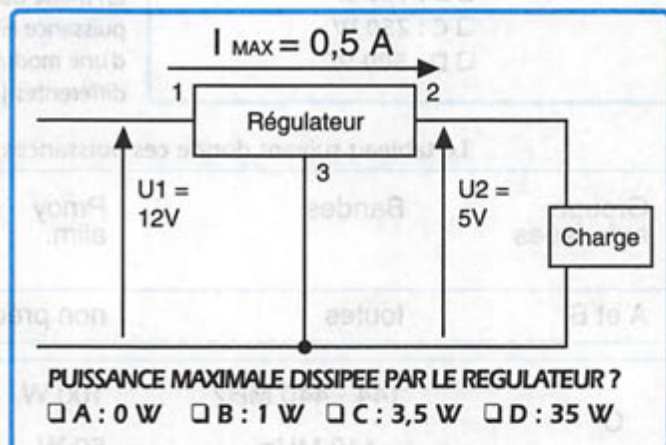 I MAX = 0,5 A
1
2
Régulateur
3
U1 =
12V
U2 =
5V
Charge
PUISSANCE MAXIMALE DISSIPEE PAR LE REGULATEUR ?
❑ A : 0 W ❑ B : 1 W ❑ C : 3,5 W ❑ D : 35 W